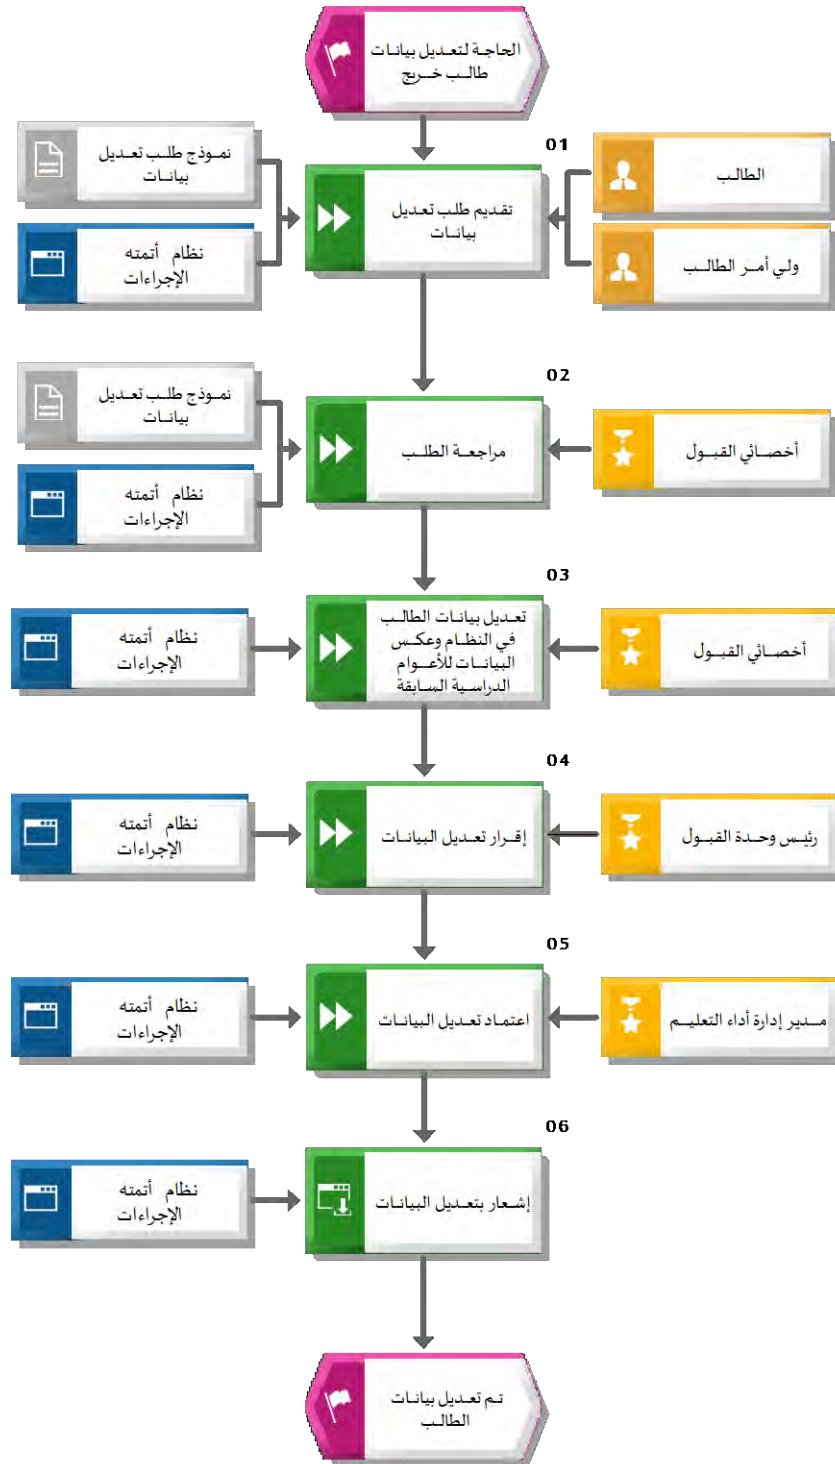 الحاجة لتعديل بيانات
طالب خريج
01
الطالب
ولي أمر الطالب
تقديم طلب تعديل
بيانات
نموذج طلب تعديل
بيانات
نظام أتمته
الإجراءات
02
أخصائي القبول
مراجعة الطلب
نموذج طلب تعديل
بيانات
نظام أتمته
الإجراءات
03
أخصائي القبول
تعديل بيانات الطالب
في النظام وعكس
البيانات للأعوام
الدراسية السابقة
نظام أتمته
الإجراءات
04
رئيس وحدة القبول
إقرار تعديل البيانات
نظام أتمته
الإجراءات
05
مدير إدارة أداء التعليم
اعتماد تعديل البيانات
نظام أتمته
الإجراءات
06
إشعار بتعديل البيانات
نظام أتمته
الإجراءات
تم تعديل بيانات
الطالب